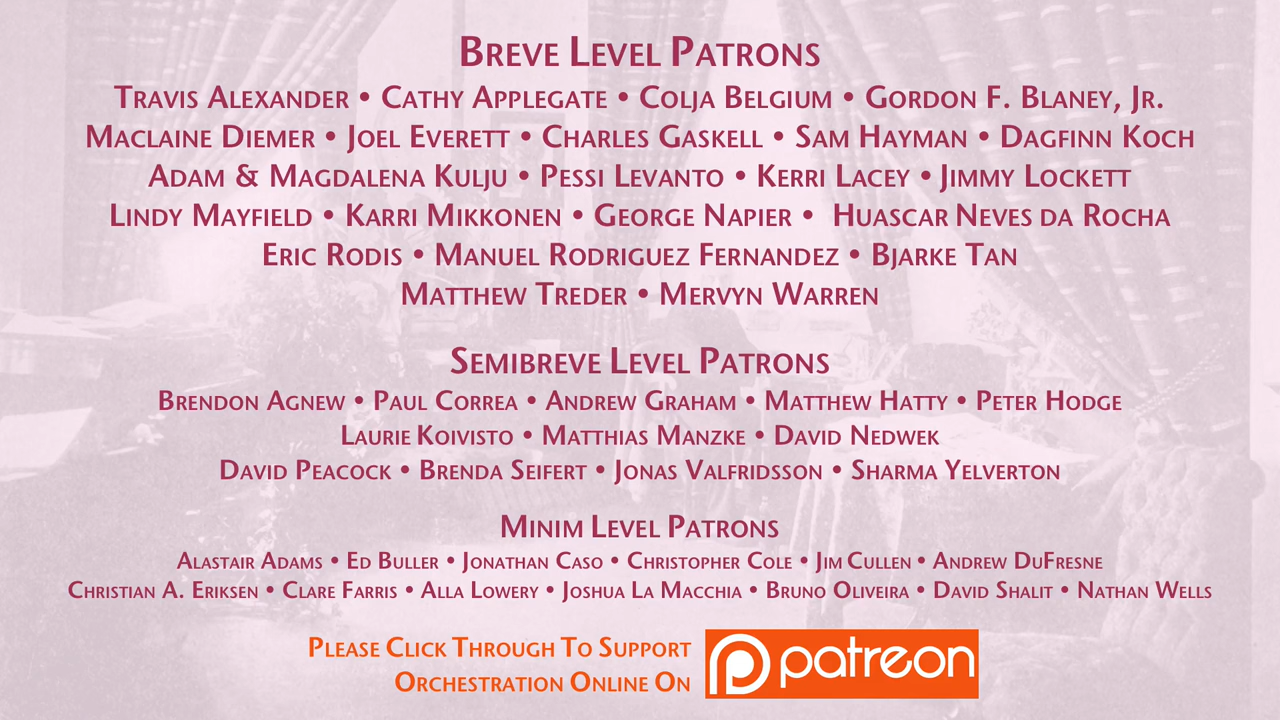 Breve Level Patrons
Travis Alexander • Cathy Applegate • Colja Belgium • Gordon F. Blaney, Jr.
Maclaine Diemer • Joel Everett • Charles Gaskell • Sam Hayman • Dagfinn Koch
Adam & Magdalena Kulju • Pessi Levanto • Kerri Lacey • Jimmy Lockett
Lindy Mayfield • Karri Mikkonen • George Napier • Huascar Neves da Rocha
Eric Rodis • Manuel Rodriguez Fernandez • Bjarke Tan
Matthew Treder • Mervyn Warren
Semibreve Level Patrons
Brendon Agnew • Paul Correa • Andrew Graham • Matthew Hatty • Peter Hodge
Laurie Koivisto • Matthias Manzke • David Nedwek
David Peacock • Brenda Seifert • Jonas Valfridsson • Sharma Yelverton
Minim Level Patrons
Alastair Adams • Ed Buller • Jonathan Caso • Christopher Cole • Jim Cullen • Andrew DuFresne
Christian A. Eriksen • Clare Farris • Alla Lowery • Joshua La Macchia • Bruno Oliveira • David Shalit • Nathan Wells
Please Click Through To Support
Orchestration Online On
patreon